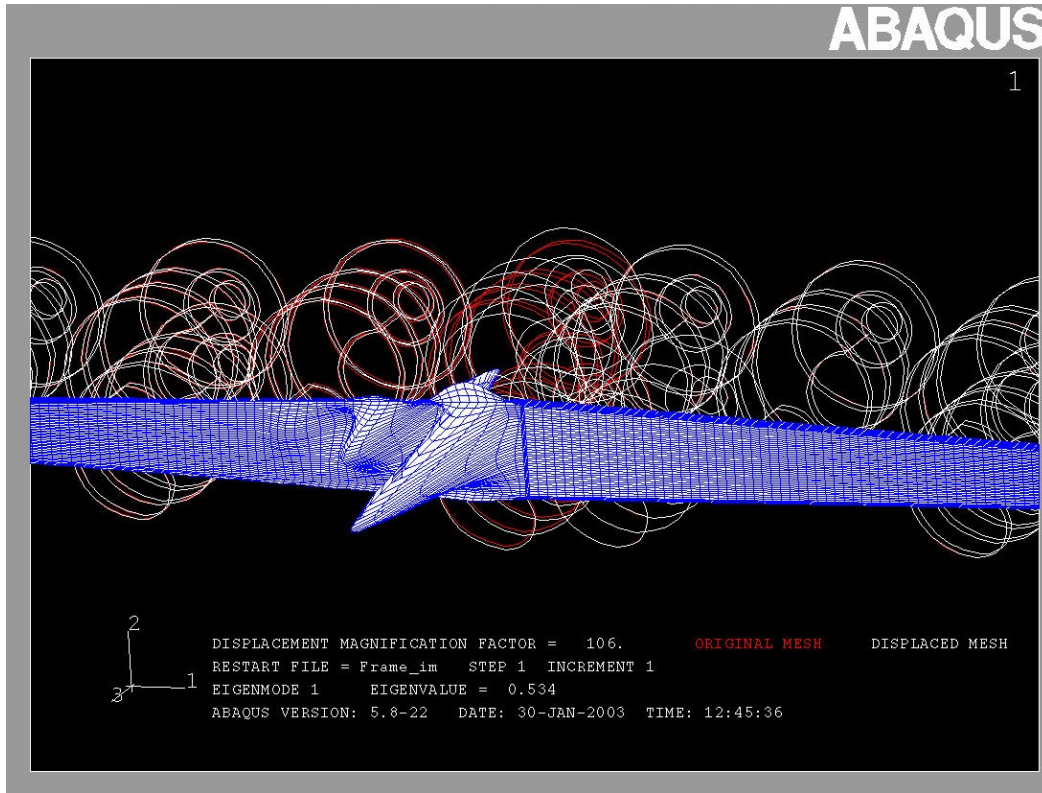 ABAQUS
1
2
3 1
DISPLACEMENT MAGNIFICATION FACTOR = 106. ORIGINAL MESH DISPLACED MESH
RESTART FILE = Frame_im STEP 1 INCREMENT 1
EIGENMODE 1 EIGENVALUE = 0.534
ABAQUS VERSION: 5.8-22 DATE: 30-JAN-2003 TIME: 12:45:36